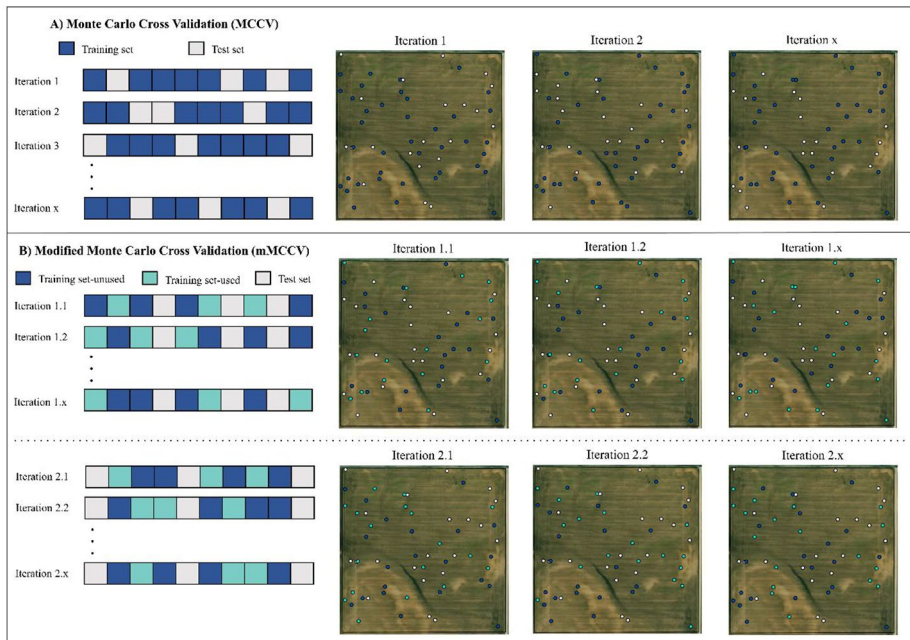 A) Monte Carlo Cross Validation (MCCV)
Training set Test set
Iteration 1
Iteration 2
Iteration 3
Iteration x
Iteration 1 Iteration 2 Iteration x
B) Modified Monte Carlo Cross Validation (mMCCV)
Training set-unused Training set-used Test set
Iteration 1.1
Iteration 1.2
Iteration 1.x
Iteration 1.1 Iteration 1.2 Iteration 1.x
Iteration 2.1
Iteration 2.2
Iteration 2.x
Iteration 2.1 Iteration 2.2 Iteration 2.x